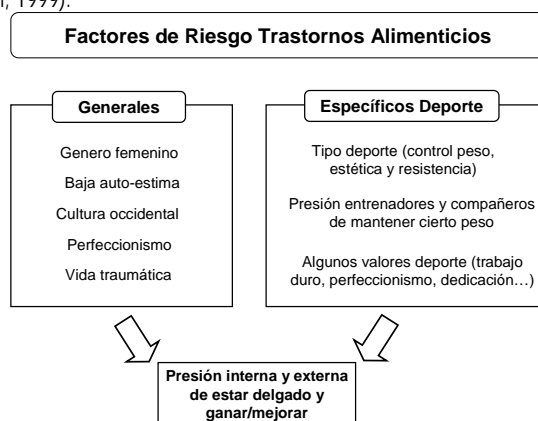 , 1999).
Factores de Riesgo Trastornos Alimenticios
Generales
Genero femenino
Baja auto-estima
Cultura occidental
Perfeccionismo
Vida traumática
Específicos Deporte
Tipo deporte (control peso,
estética y resistencia)
Presión entrenadores y compañeros
de mantener cierto peso
Algunos valores deporte (trabajo
duro, perfeccionismo, dedicación…)
Presión interna y externa
de estar delgado y
ganar/mejorar